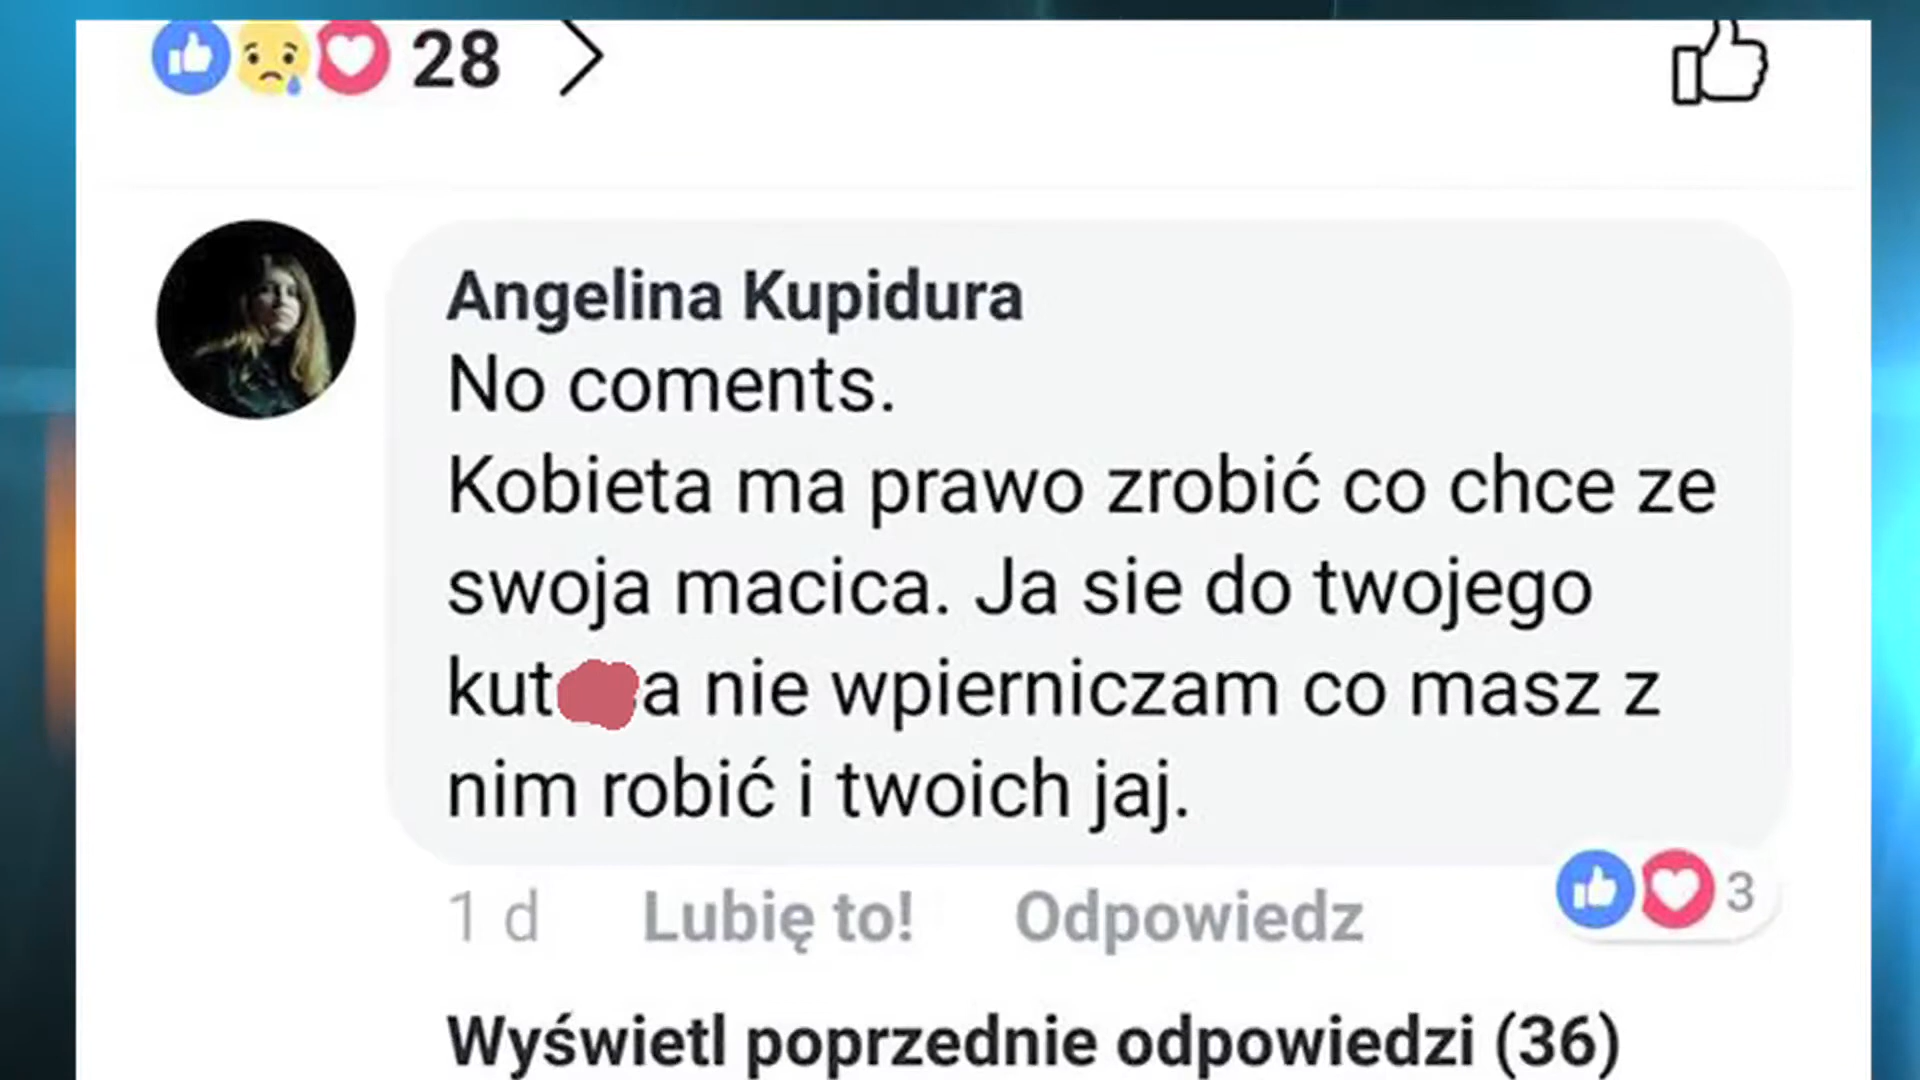 28
Angelina Kupidura
No coments.
Kobieta ma prawo zrobić co chce ze
swoja macica. Ja sie do twojego
nie wpierniczam co masz z
nim robić i twoich jaj.
1 d Lubię to! Odpowiedz
3
Wyświetl poprzednie odpowiedzi (36)